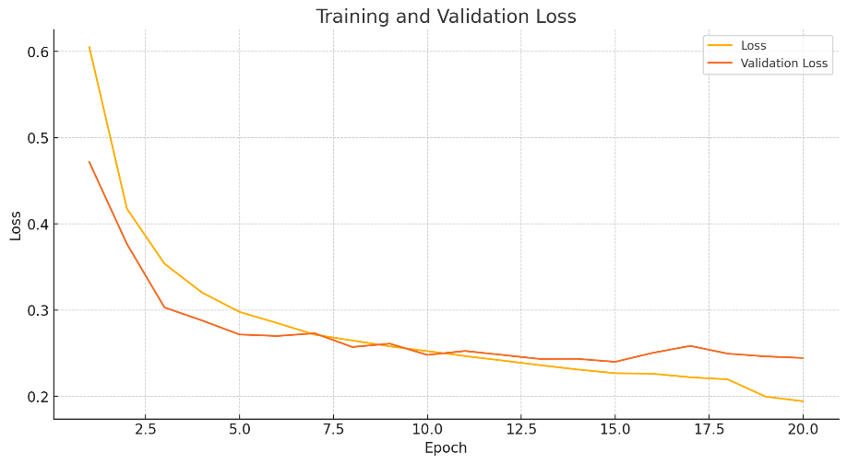 Training and Validation Loss
Loss
Validation Loss
0.6
0.5
0.4
0.3
0.2
Loss
2.5 5.0 7.5 10.0 12.5 15.0 17.5 20.0
Epoch